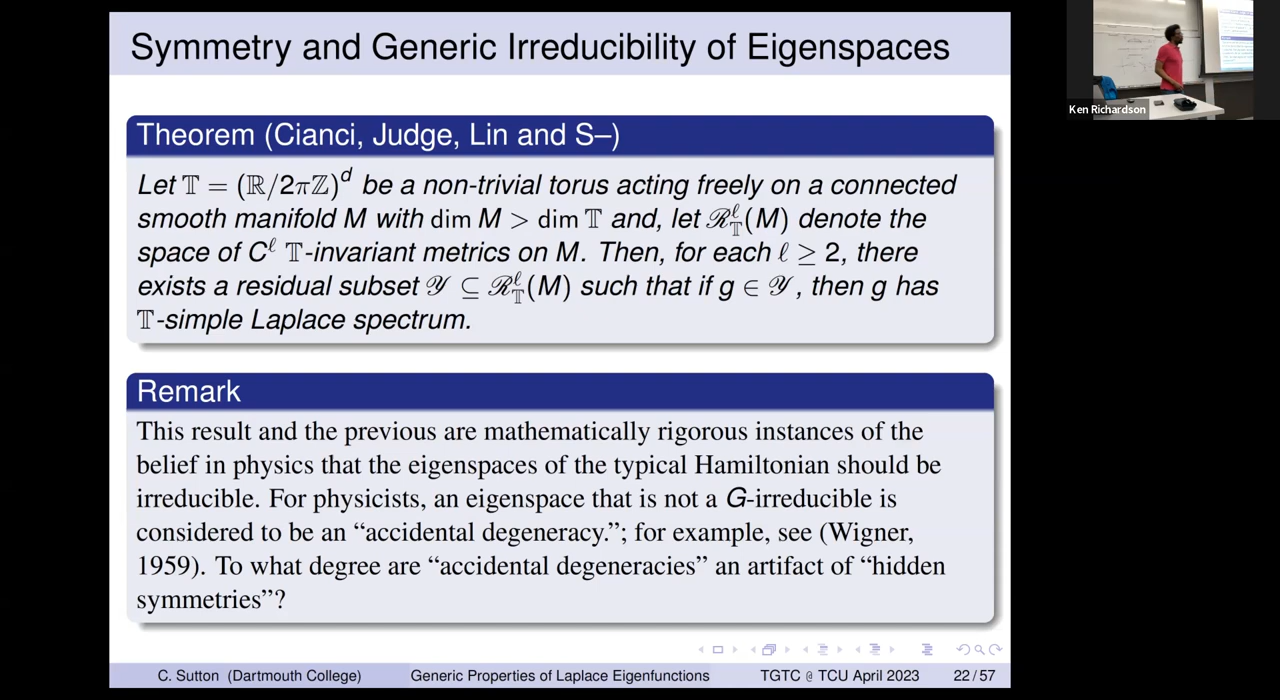 Symmetry and Generic Irreducibility of Eigenspaces
Theorem (Cianci, Judge, Lin and S–)
Let 𝕋 = (ℝ/2πℤ)^d be a non-trivial torus acting freely on a connected
smooth manifold M with dim M > dim 𝕋 and, let ℛ^ℓ_𝕋(M) denote the
space of C^ℓ 𝕋-invariant metrics on M. Then, for each ℓ ≥ 2, there
exists a residual subset 𝒴 ⊆ ℛ^ℓ_𝕋(M) such that if g ∈ 𝒴, then g has
𝕋-simple Laplace spectrum.
Remark
This result and the previous are mathematically rigorous instances of the
belief in physics that the eigenspaces of the typical Hamiltonian should be
irreducible. For physicists, an eigenspace that is not a G-irreducible is
considered to be an “accidental degeneracy.”; for example, see (Wigner,
1959). To what degree are “accidental degeneracies” an artifact of “hidden
symmetries”?
C. Sutton (Dartmouth College) Generic Properties of Laplace Eigenfunctions TGTC @ TCU April 2023 22 / 57
Ken Richardson